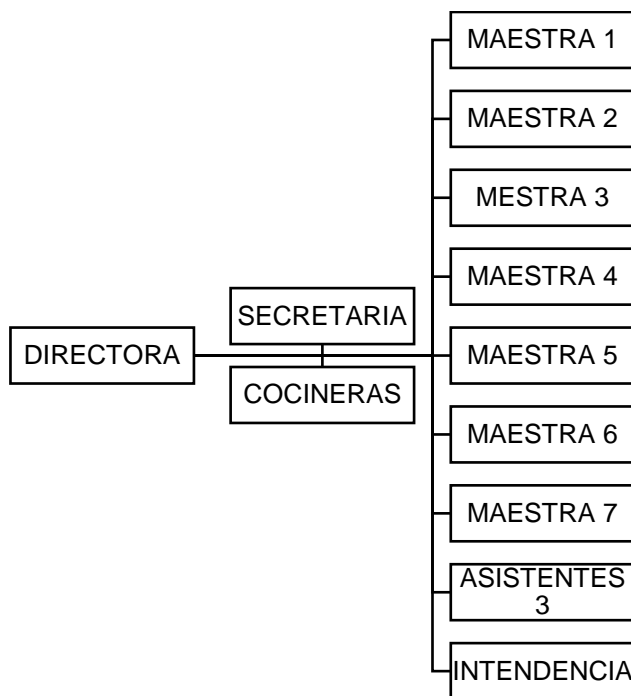 MAESTRA 1
MAESTRA 2
MESTRA 3
MAESTRA 4
SECRETARIA
DIRECTORA
MAESTRA 5
COCINERAS
MAESTRA 6
MAESTRA 7
ASISTENTES
3
INTENDENCIA